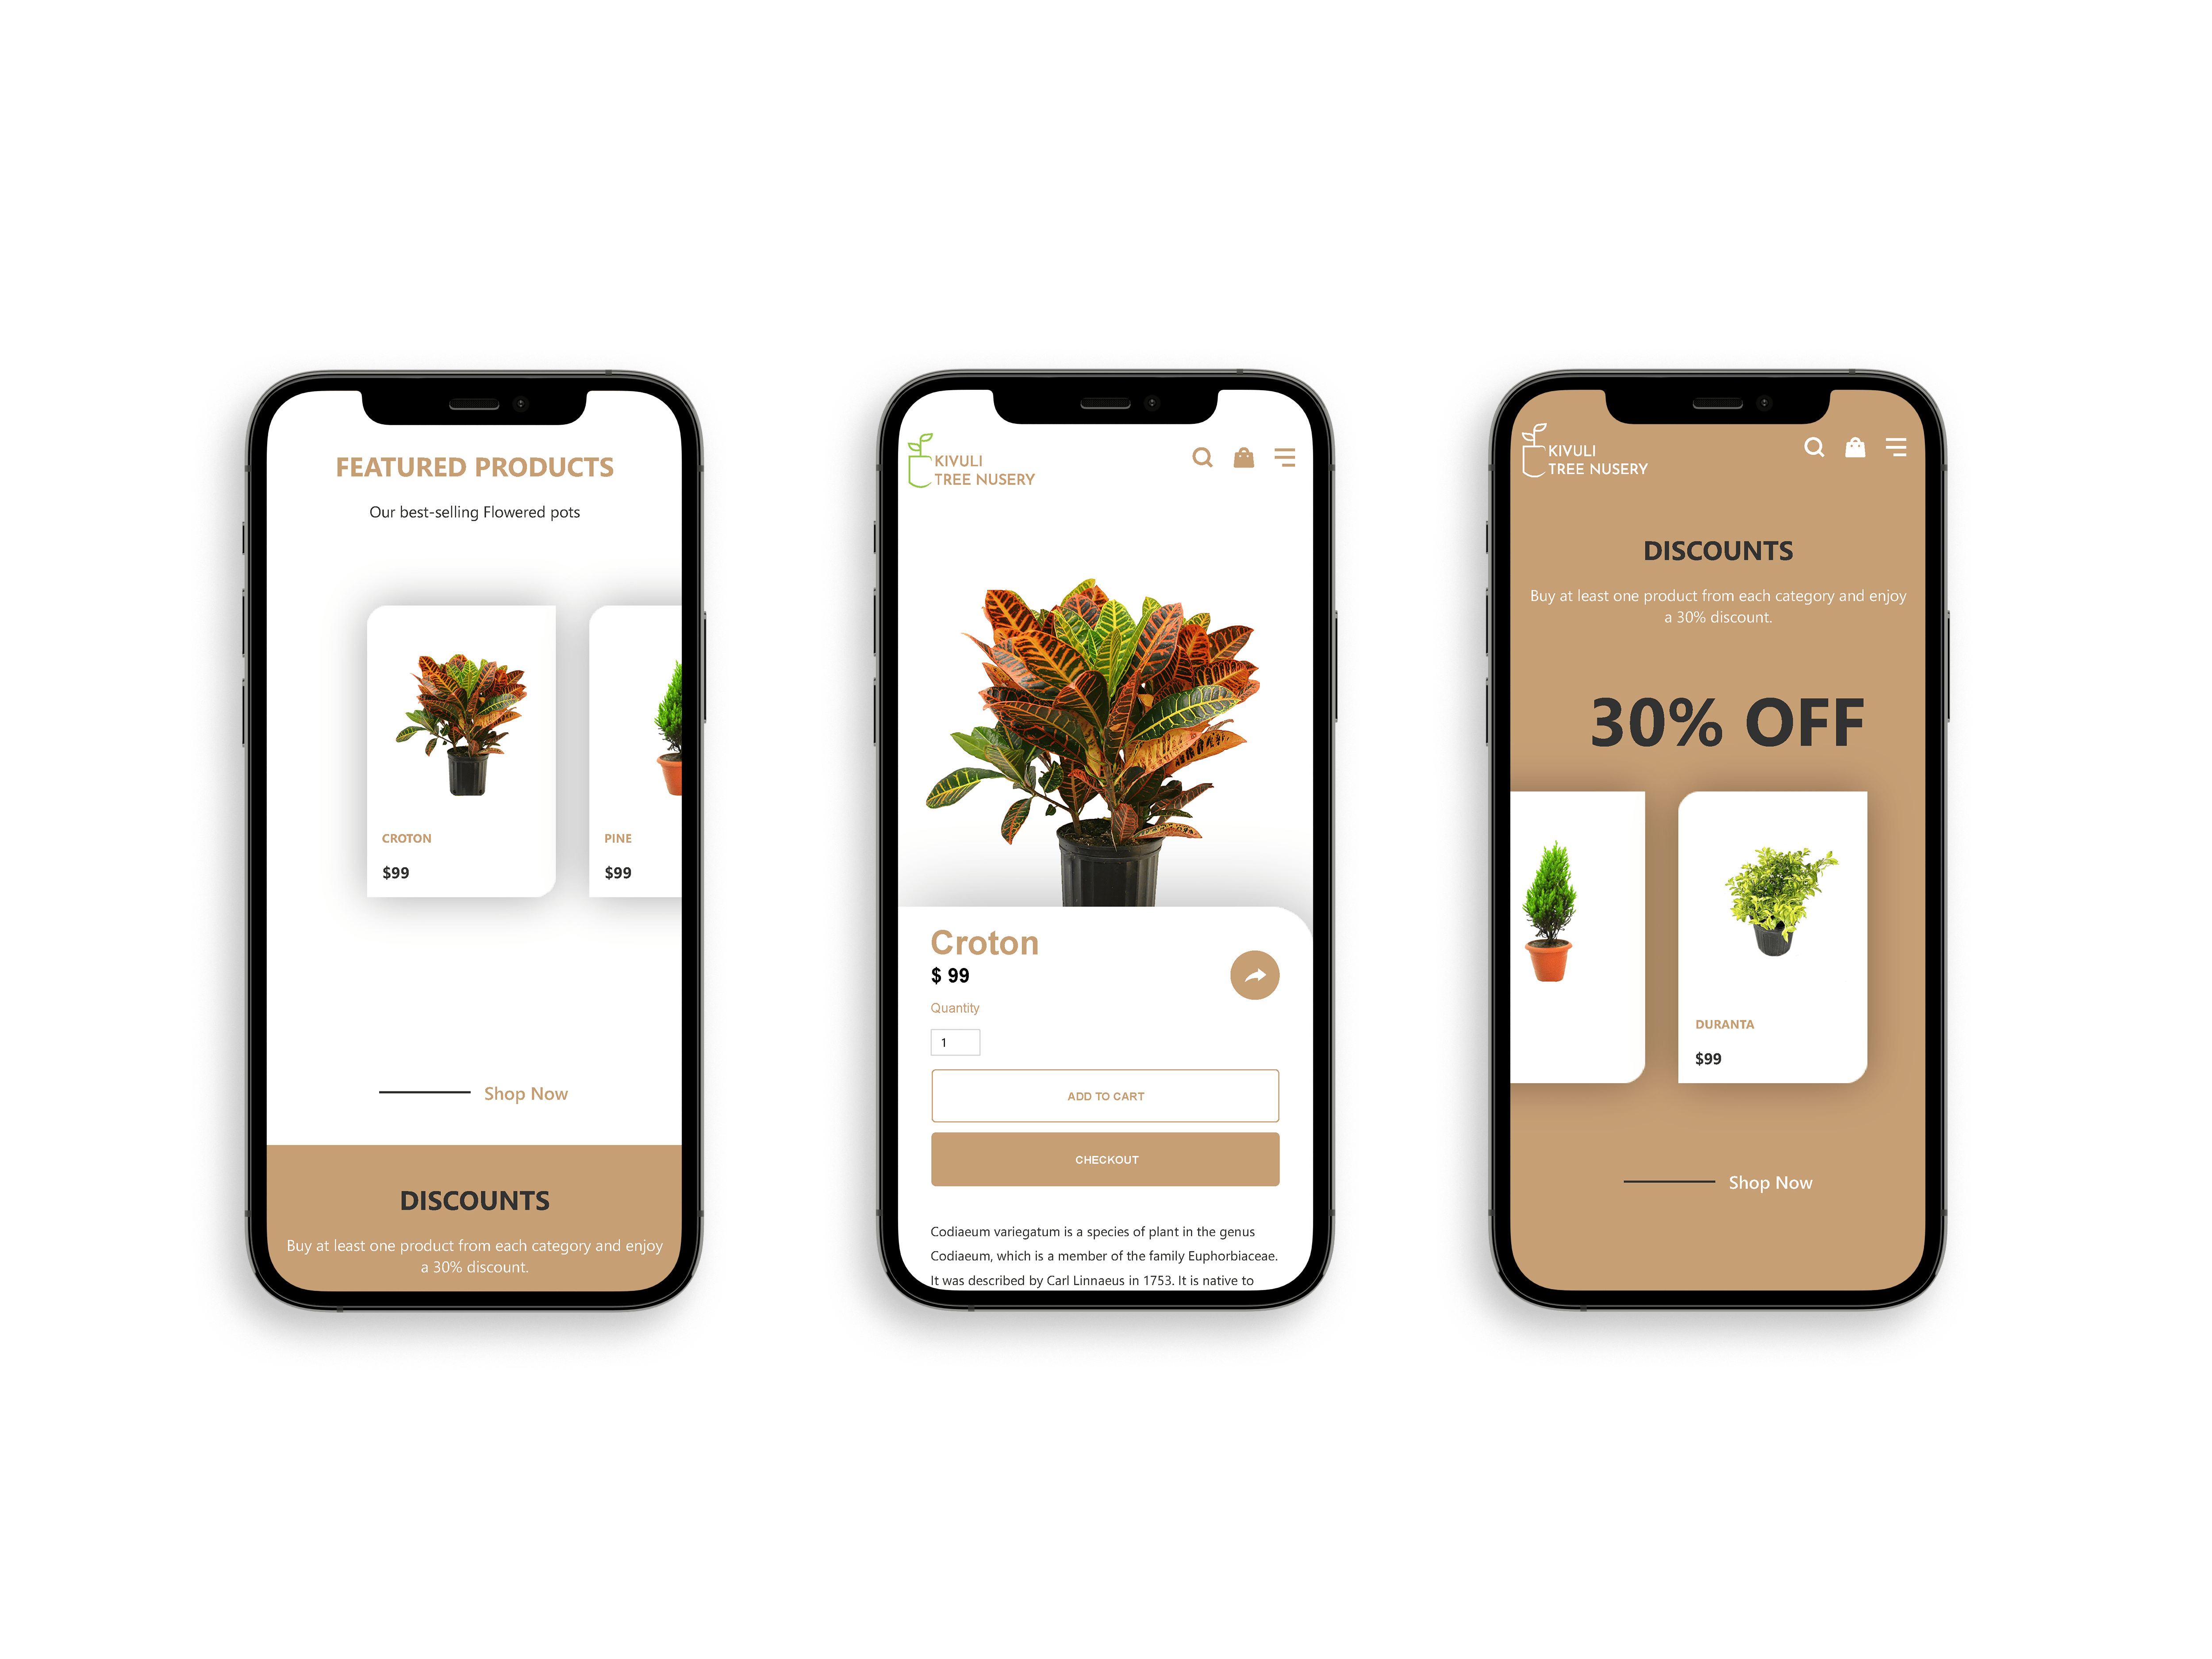 FEATURED PRODUCTS
Our best-selling Flowered pots
CROTON
$99
PINE
$99
Shop Now
DISCOUNTS
Buy at least one product from each category and enjoy
a 30% discount.
KIVULI
TREE NUSERY
Croton
$ 99
Quantity
1
ADD TO CART
CHECKOUT
Codiaeum variegatum is a species of plant in the genus
Codiaeum, which is a member of the family Euphorbiaceae.
It was described by Carl Linnaeus in 1753. It is native to
KIVULI
TREE NUSERY
DISCOUNTS
Buy at least one product from each category and enjoy
a 30% discount.
30% OFF
DURANTA
$99
Shop Now